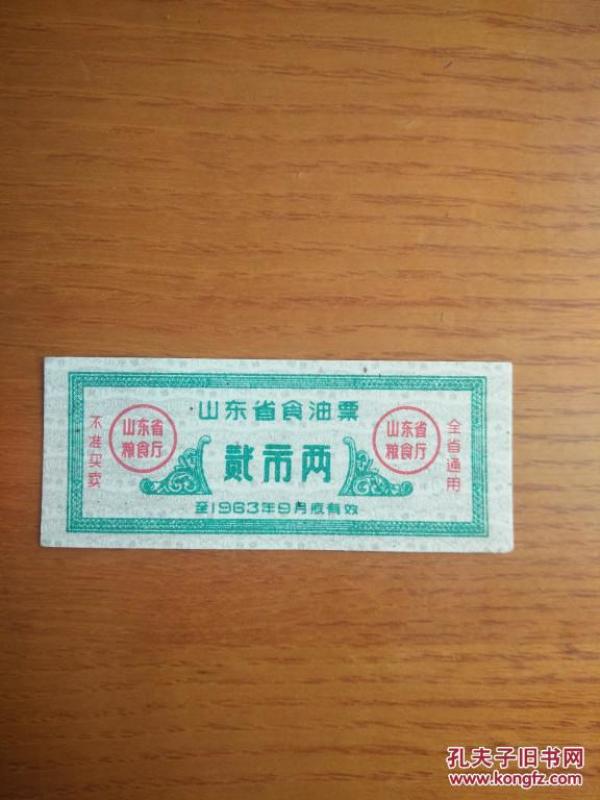 山东省食油票
不准买卖
山东省
粮食厅
贰市两
山东省
粮食厅
全省通用
至1963年9月底有效
孔夫子旧书网
www.kongfz.com